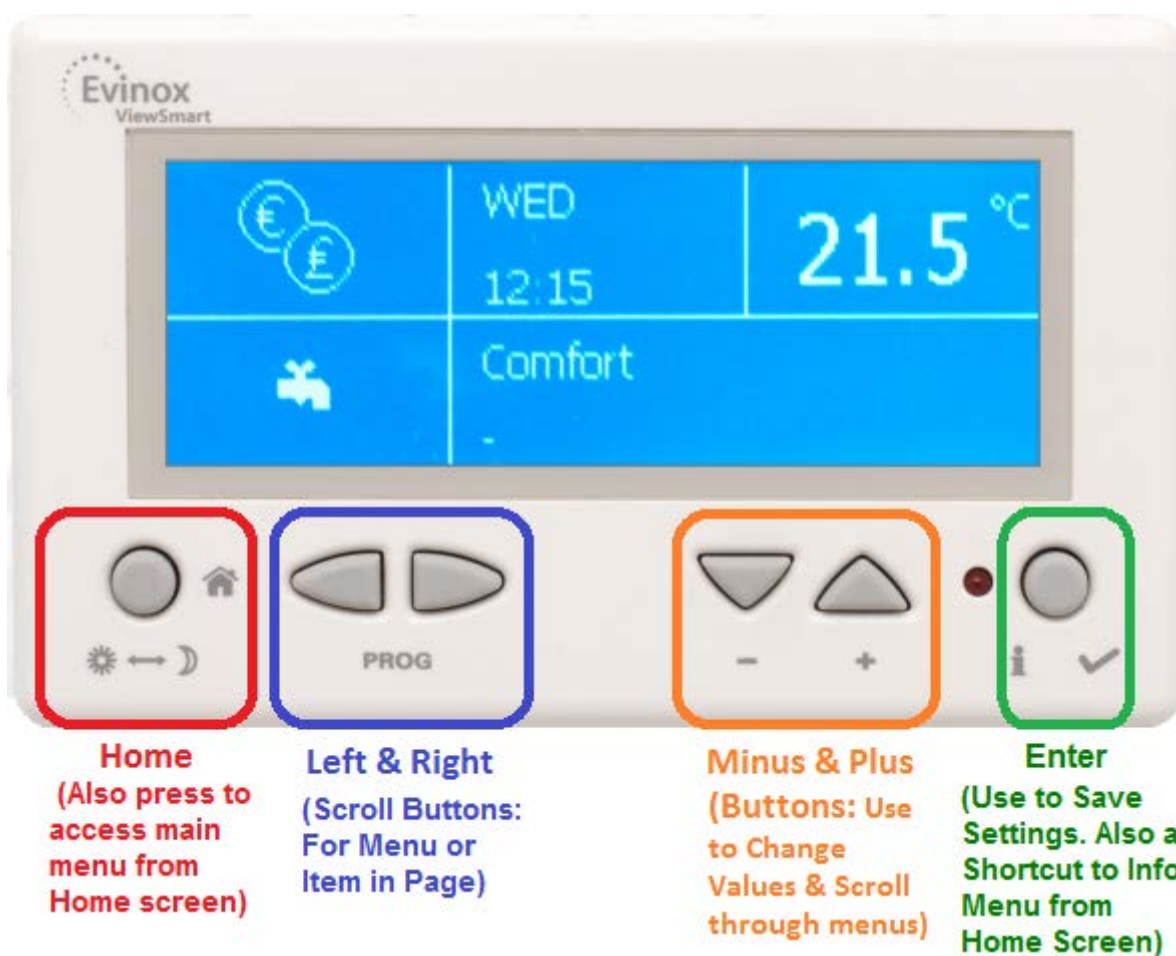 Evinox
ViewSmart
WED
12:15
21.5 °C
Comfort
-
PROG
- +
info
Home
(Also press to
access main
menu from
Home screen)
Left & Right
(Scroll Buttons:
For Menu or
Item in Page)
Minus & Plus
(Buttons: Use
to Change
Values & Scroll
through menus)
Enter
(Use to Save
Settings. Also a
Shortcut to Info
Menu from
Home Screen)